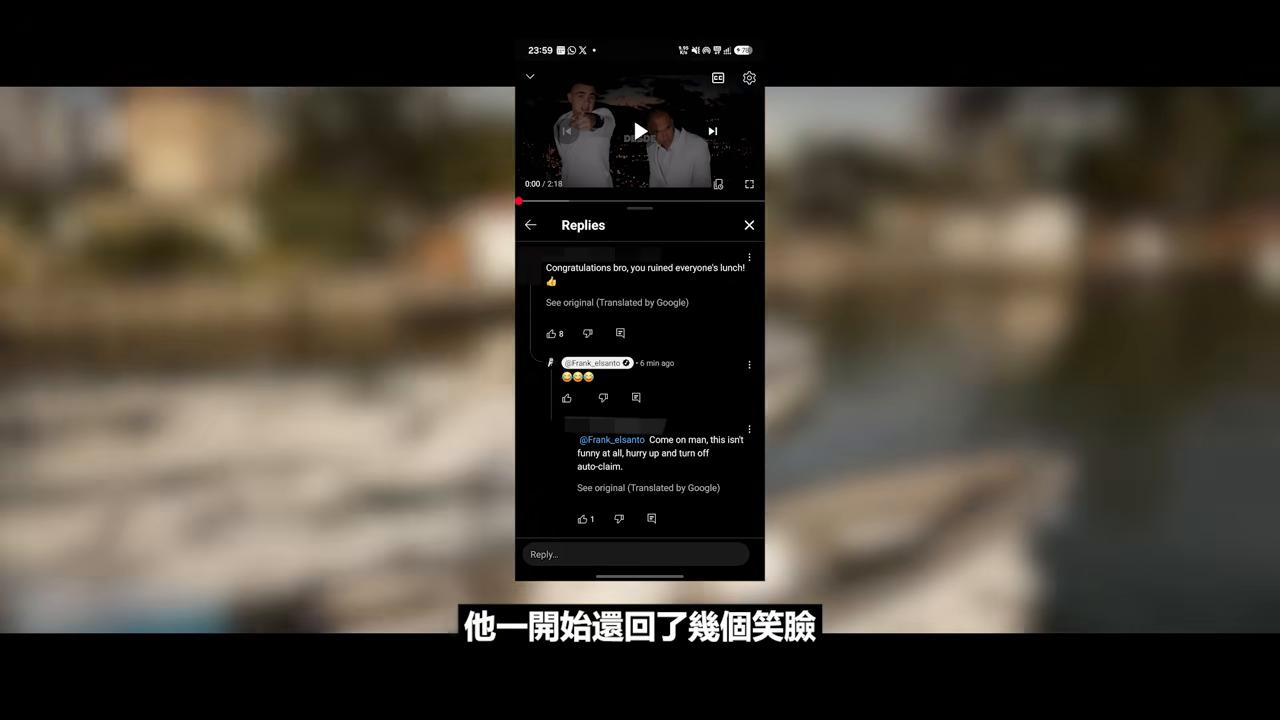 23:59
78
CC
DESDE
0:00 / 2:18
Replies
Congratulations bro, you ruined everyone's lunch!
👍
See original (Translated by Google)
8
@Frank_elsanto • 6 min ago
😂😂😂
@Frank_elsanto Come on man, this isn't
funny at all, hurry up and turn off
auto-claim.
See original (Translated by Google)
1
Reply...
他一開始還回了幾個笑臉